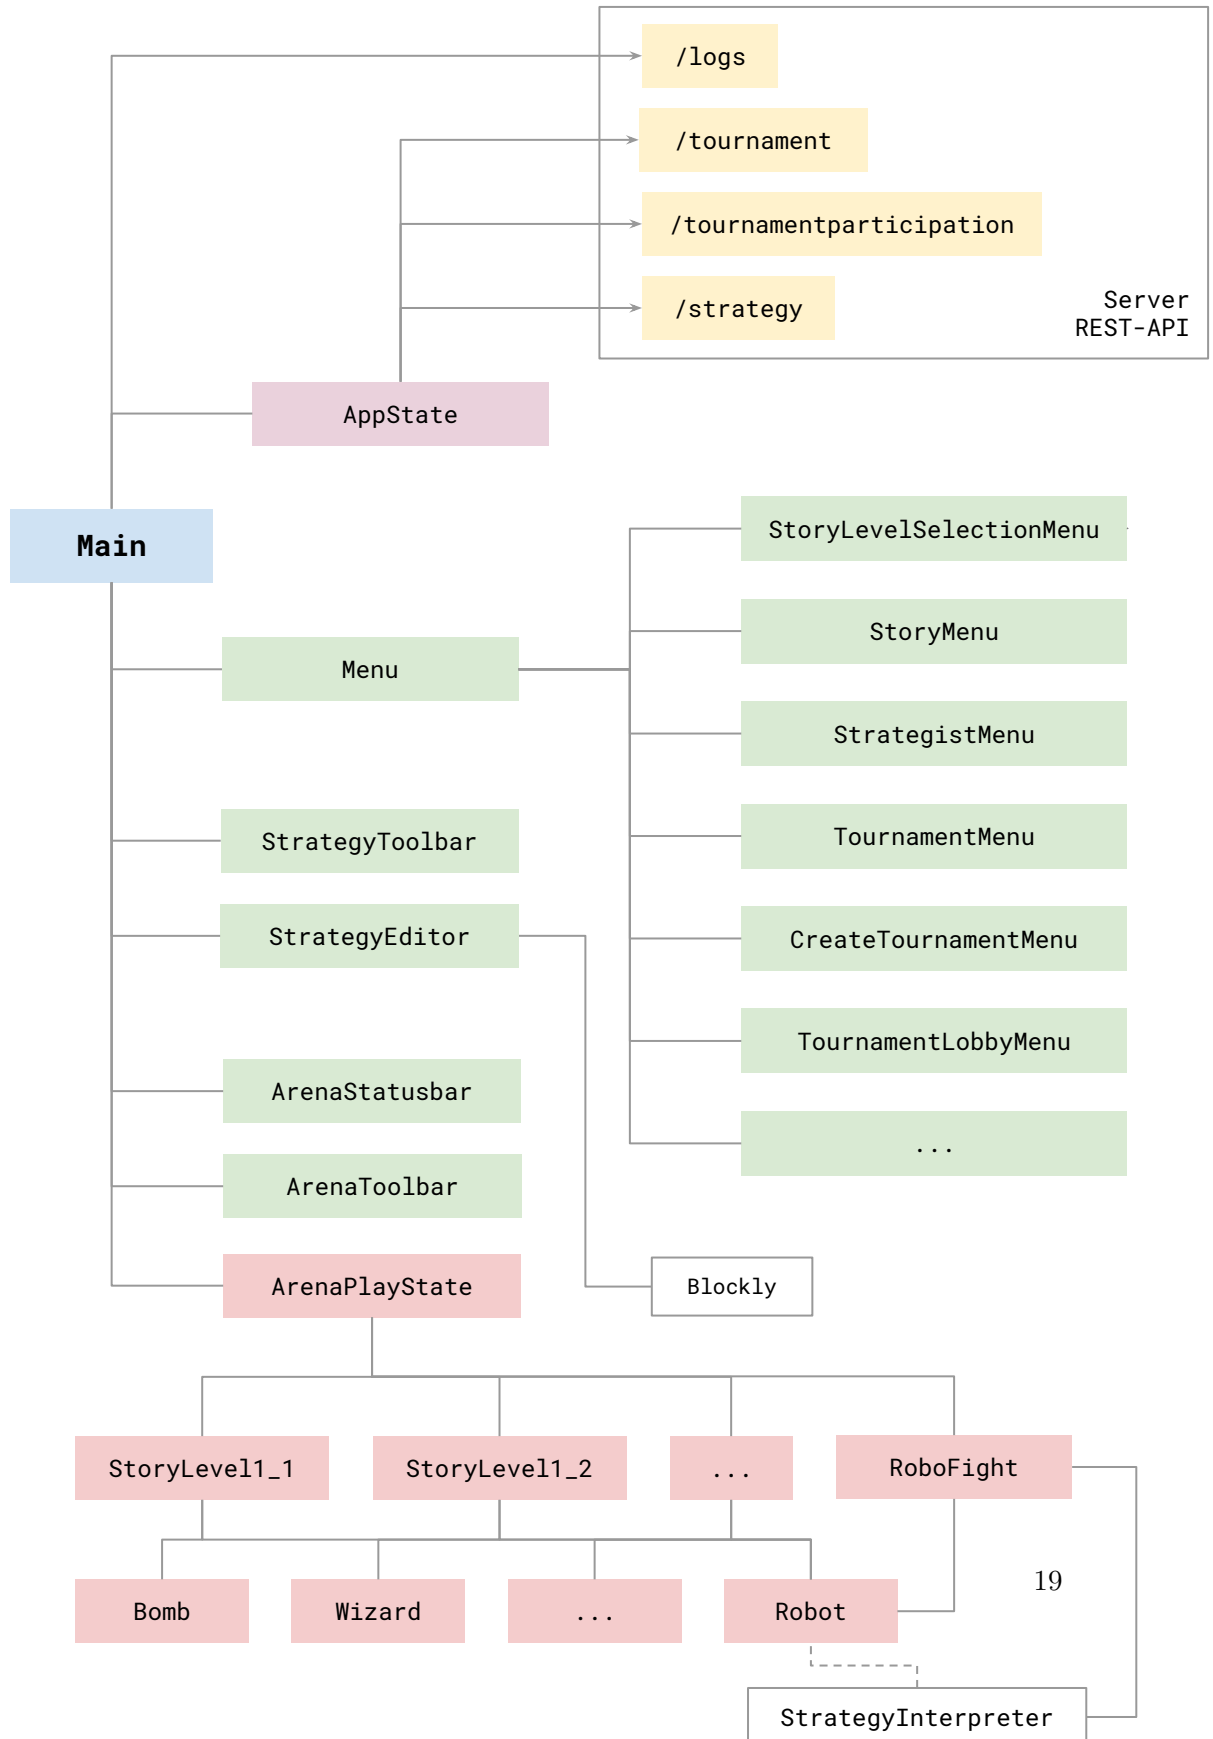 /logs
/tournament
/tournamentparticipation
/strategy
Server
REST-API
AppState
Main
StoryLevelSelectionMenu
StoryMenu
Menu
StrategistMenu
StrategyToolbar
TournamentMenu
StrategyEditor
CreateTournamentMenu
TournamentLobbyMenu
ArenaStatusbar
...
ArenaToolbar
ArenaPlayState
Blockly
StoryLevel1_1
StoryLevel1_2
...
RoboFight
19
Bomb
Wizard
...
Robot
StrategyInterpreter